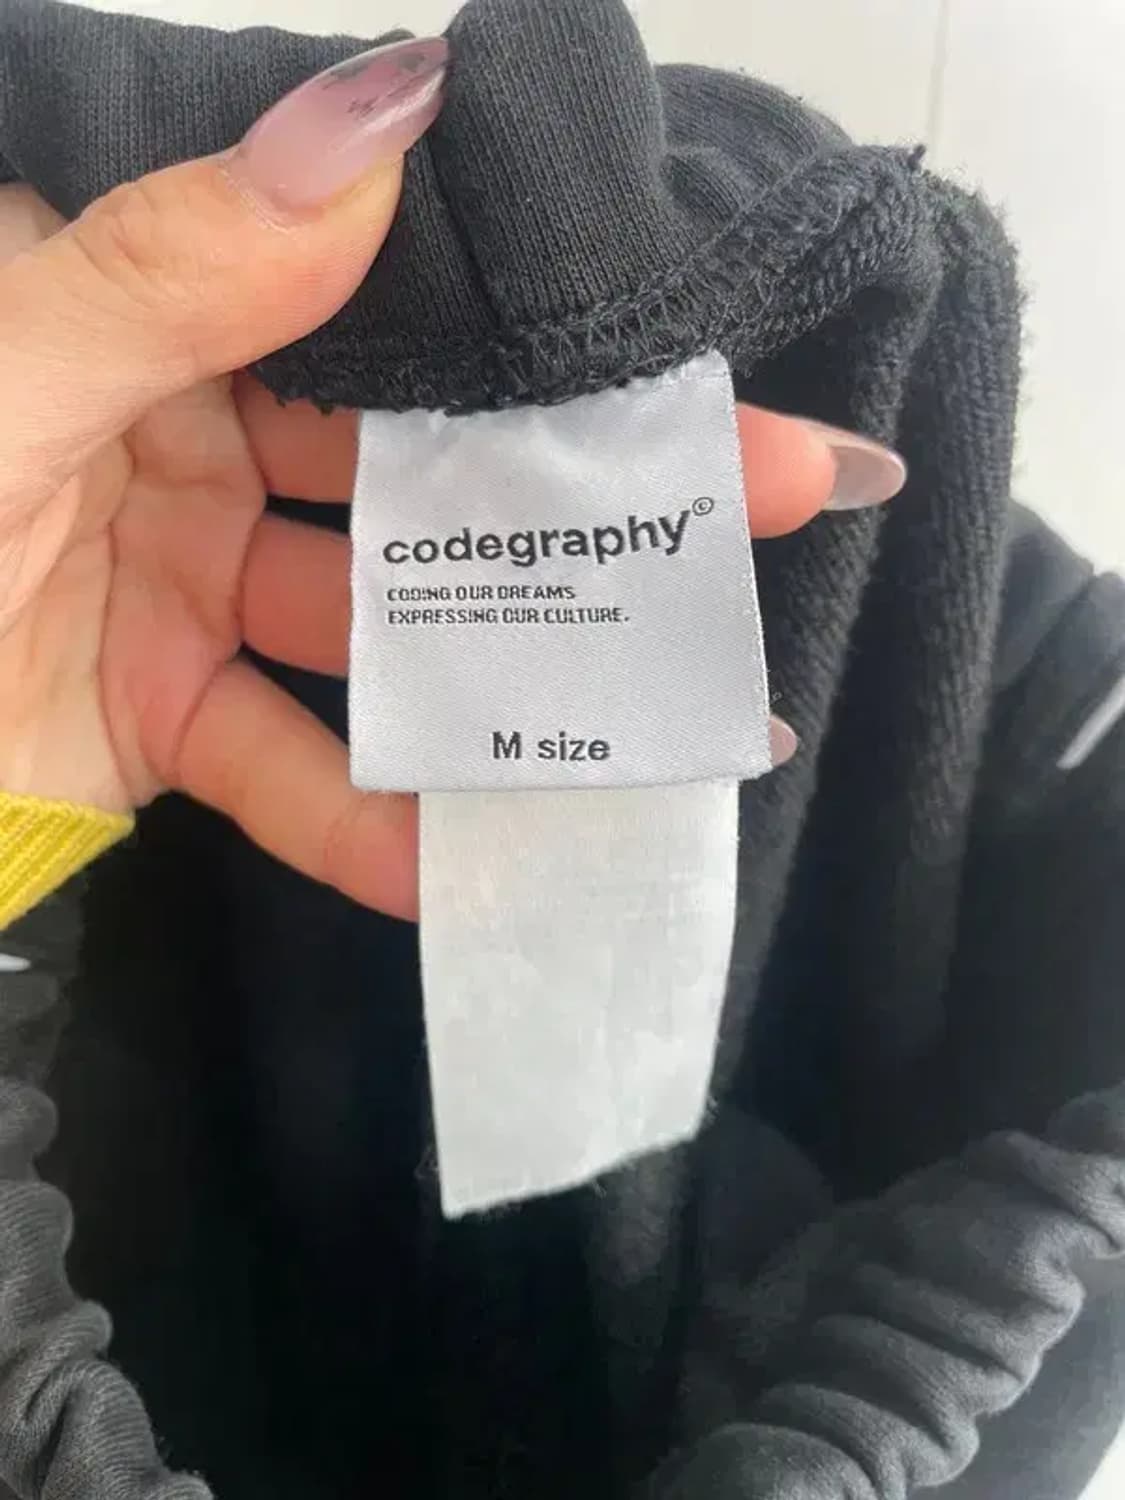 codegraphy©
CODING OUR DREAMS
EXPRESSING OUR CULTURE.
M size